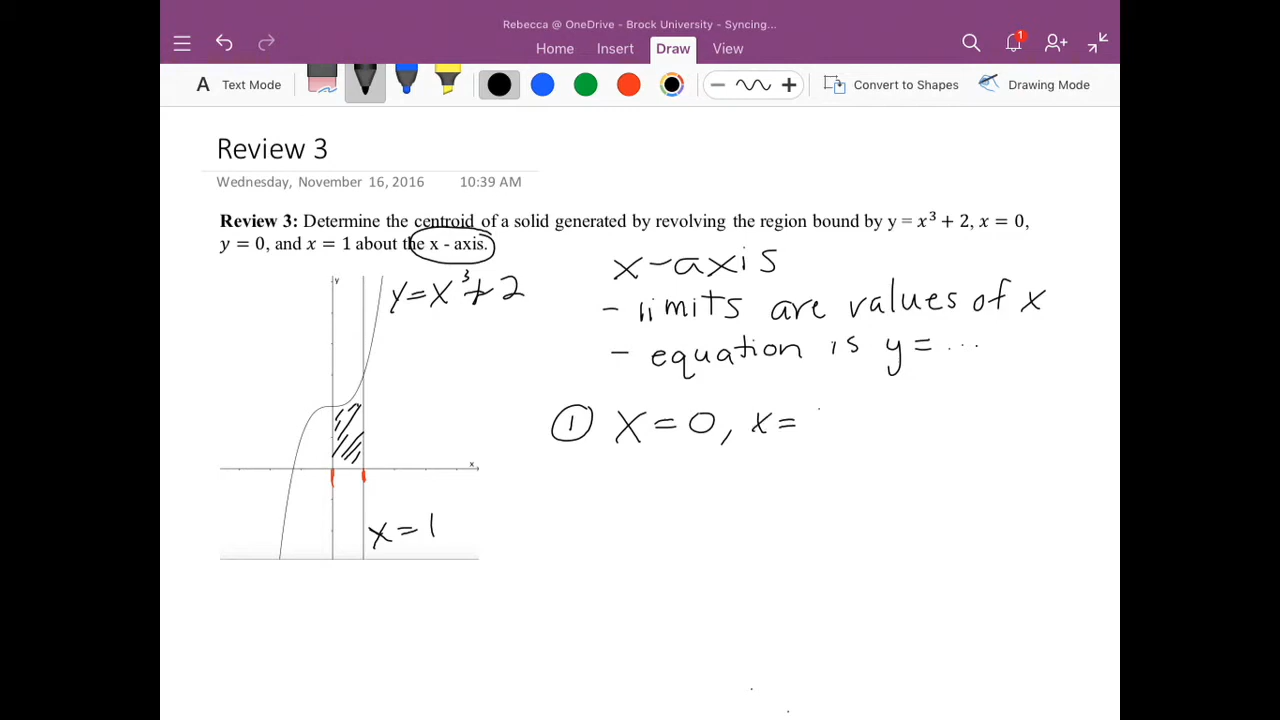 Rebecca @ OneDrive - Brock University - Syncing...
Home Insert Draw View
1
A Text Mode
Convert to Shapes
Drawing Mode
Review 3
Wednesday, November 16, 2016 10:39 AM
Review 3: Determine the centroid of a solid generated by revolving the region bound by y = x³ + 2, x = 0,
y = 0, and x = 1 about the x - axis.
y
y=x³+2
x
x=1
x-axis
- limits are values of x
- equation is y= ...
① x=0, x=